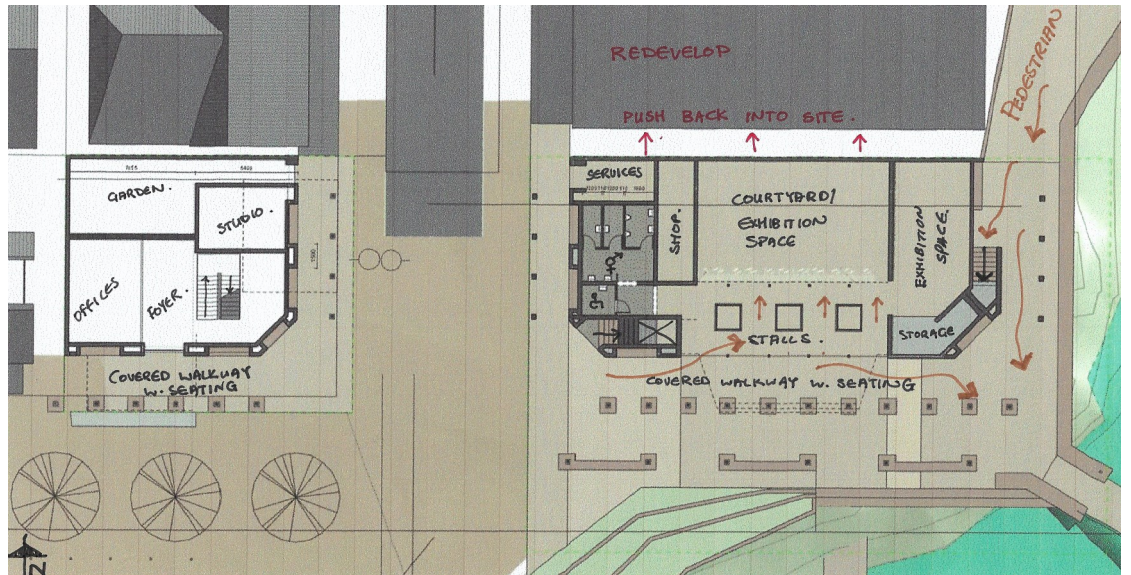 REDEVELOP
PUSH BACK INTO SITE.
PEDESTRIAN
GARDEN.
STUDIO.
OFFICES
FOYER.
COVERED WALKWAY
W. SEATING
SERVICES
SHOP.
COURTYARD/
EXHIBITION
SPACE
EXHIBITION
SPACE.
STORAGE
STALLS.
COVERED WALKWAY W. SEATING
N